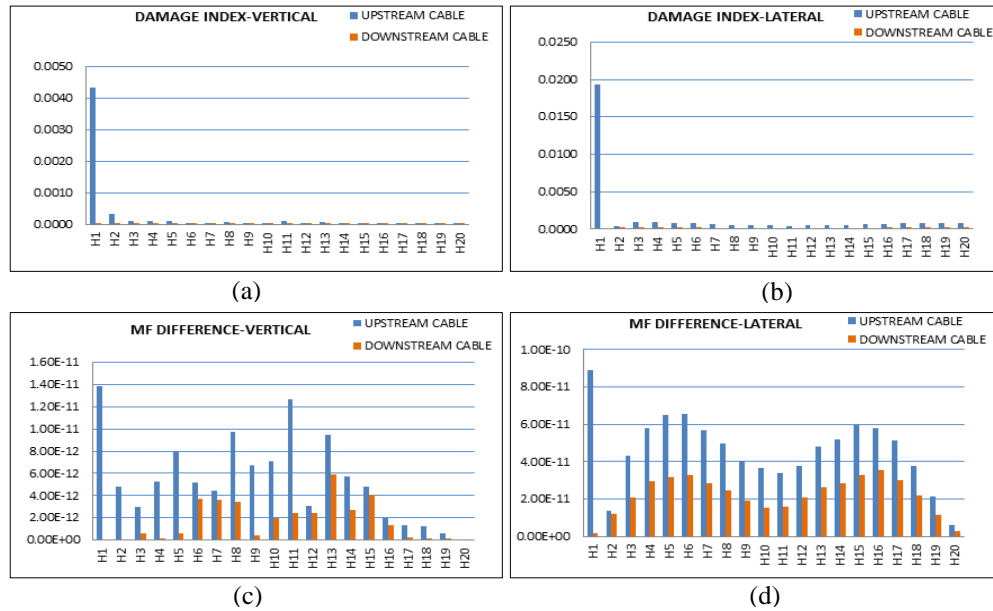 DAMAGE INDEX-VERTICAL
UPSTREAM CABLE
DOWNSTREAM CABLE
0.0050
0.0040
0.0030
0.0020
0.0010
0.0000
H1 H2 H3 H4 H5 H6 H7 H8 H9 H10 H11 H12 H13 H14 H15 H16 H17 H18 H19 H20
(a)
DAMAGE INDEX-LATERAL
UPSTREAM CABLE
DOWNSTREAM CABLE
0.0250
0.0200
0.0150
0.0100
0.0050
0.0000
H1 H2 H3 H4 H5 H6 H7 H8 H9 H10 H11 H12 H13 H14 H15 H16 H17 H18 H19 H20
(b)
MF DIFFERENCE-VERTICAL
UPSTREAM CABLE
DOWNSTREAM CABLE
1.60E-11
1.40E-11
1.20E-11
1.00E-11
8.00E-12
6.00E-12
4.00E-12
2.00E-12
0.00E+00
H1 H2 H3 H4 H5 H6 H7 H8 H9 H10 H11 H12 H13 H14 H15 H16 H17 H18 H19 H20
(c)
MF DIFFERENCE-LATERAL
UPSTREAM CABLE
DOWNSTREAM CABLE
1.00E-10
8.00E-11
6.00E-11
4.00E-11
2.00E-11
0.00E+00
H1 H2 H3 H4 H5 H6 H7 H8 H9 H10 H11 H12 H13 H14 H15 H16 H17 H18 H19 H20
(d)